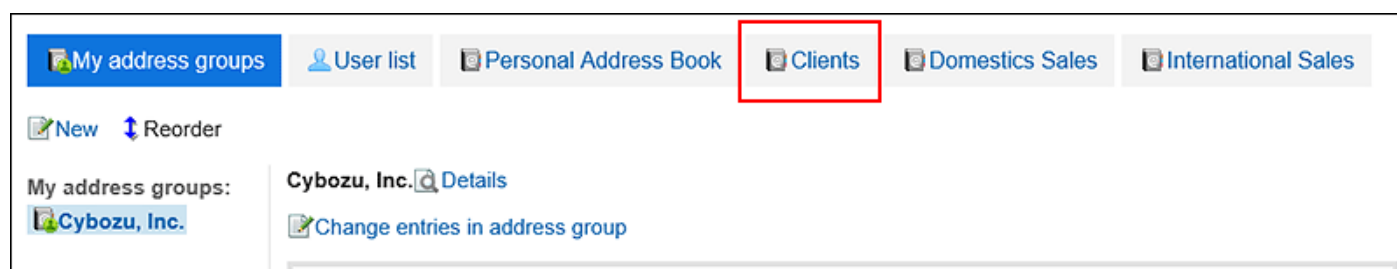 My address groups User list Personal Address Book Clients Domestics Sales International Sales
New Reorder
My address groups: Cybozu, Inc. Details
Cybozu, Inc. Change entries in address group